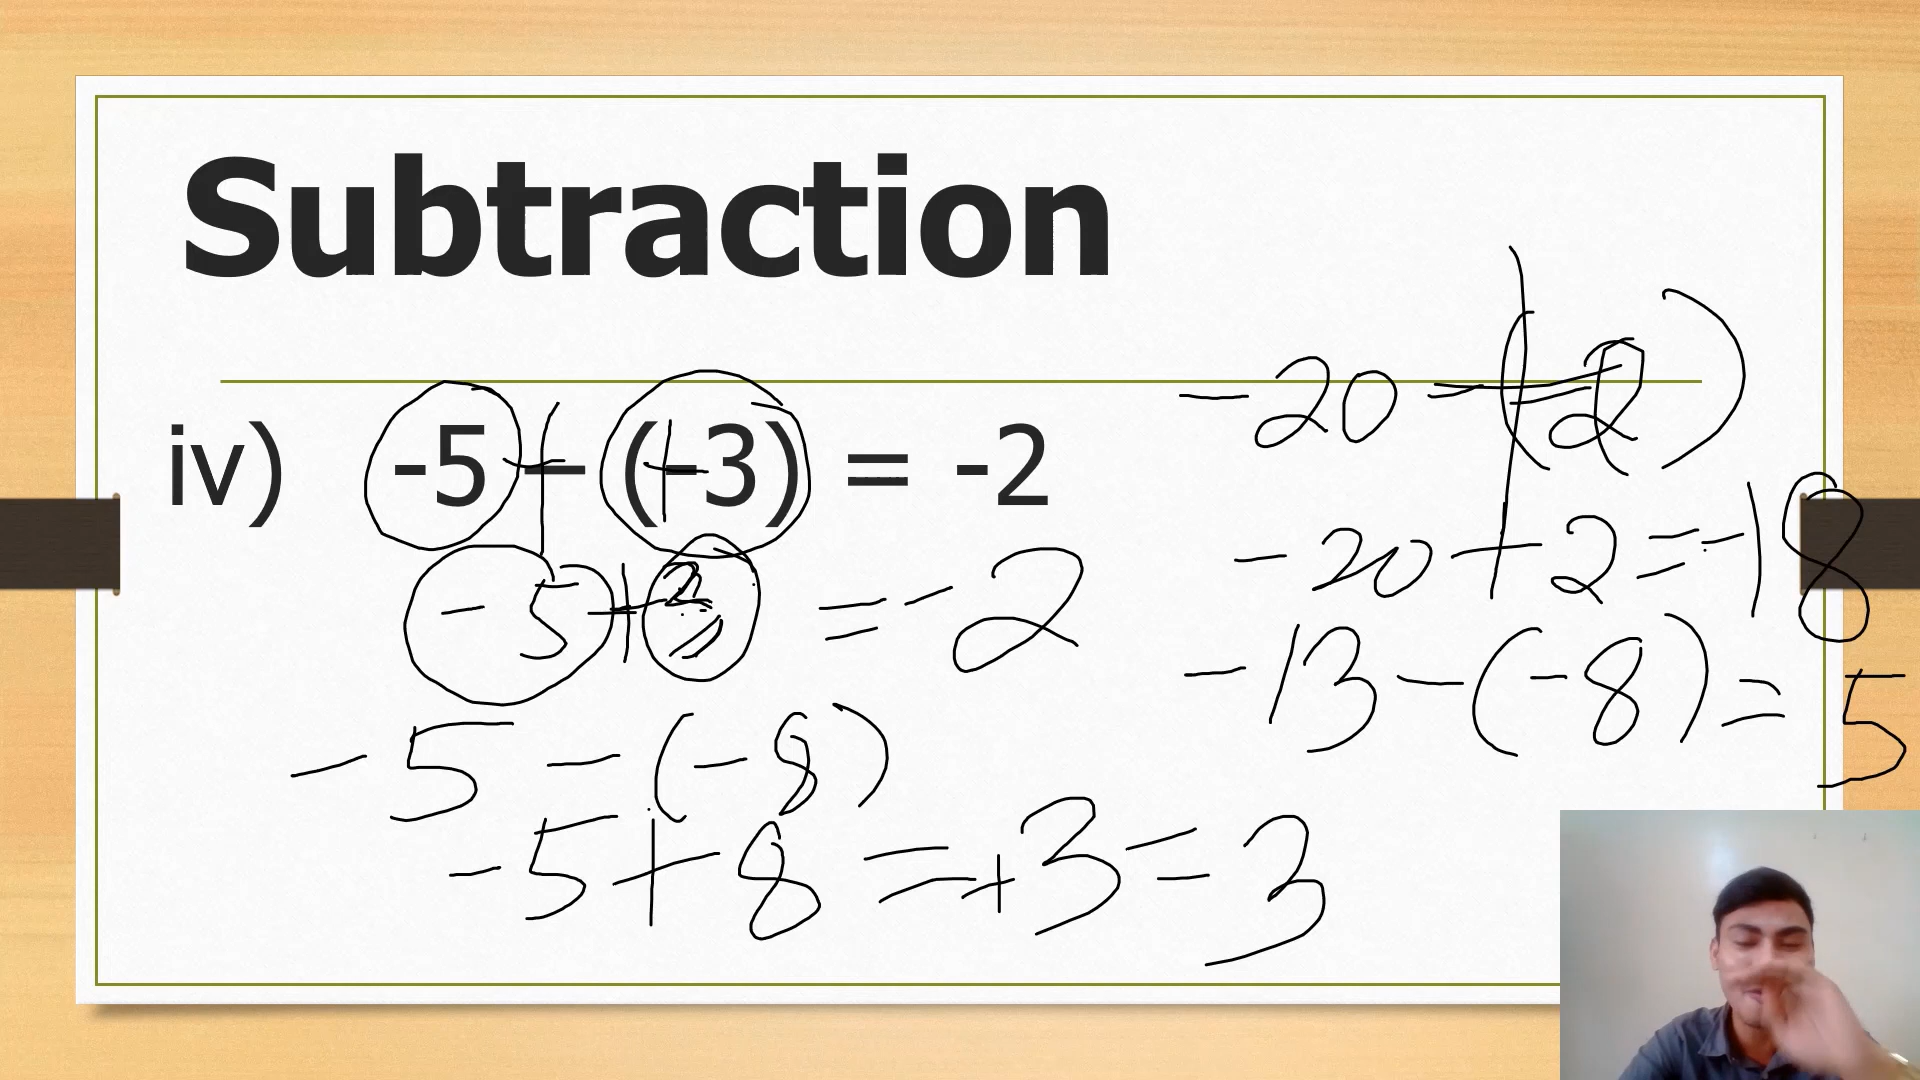 Subtraction
iv) -5 – (-3) = -2
-5 + 3 = -2
-5 - (-8)
-5 + 8 = +3 = 3
-20 - (-2)
-20 + 2 = -18
-13 - (-8) = 5